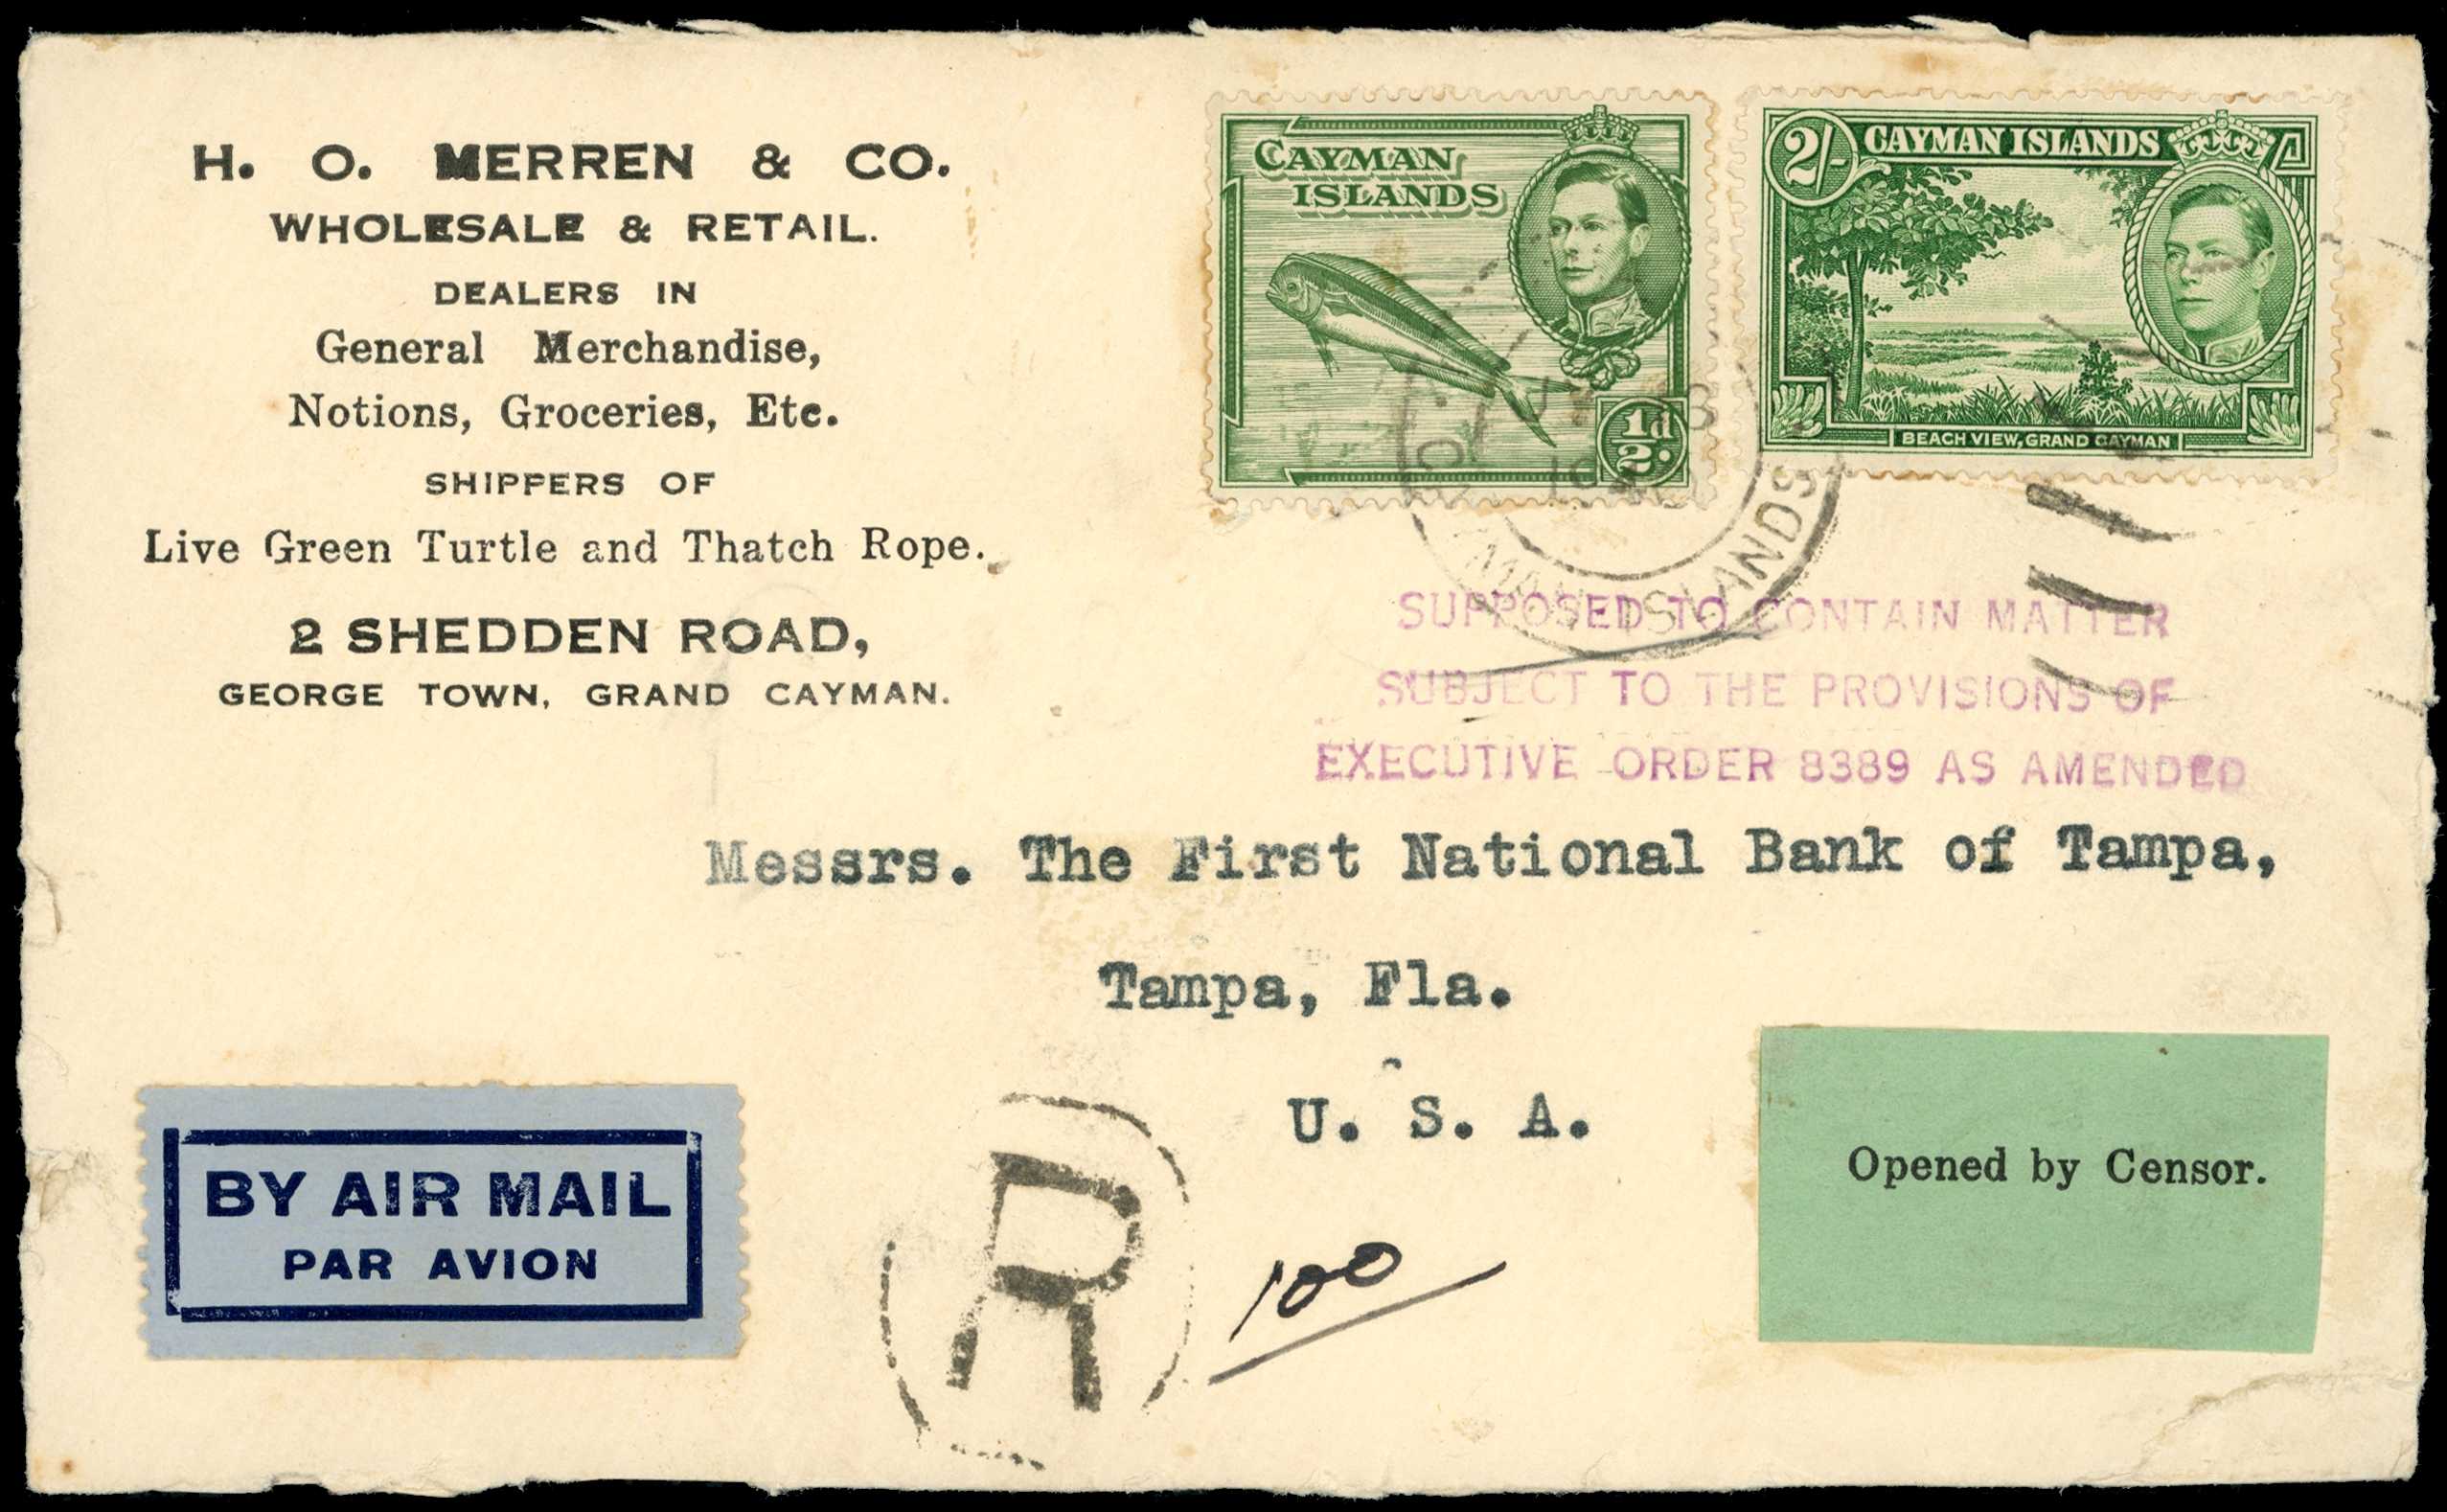 H. O. MERREN & CO.
WHOLESALE & RETAIL.
DEALERS IN
General Merchandise,
Notions, Groceries, Etc.
SHIPPERS OF
Live Green Turtle and Thatch Rope.
2 SHEDDEN ROAD,
GEORGE TOWN, GRAND CAYMAN.
CAYMAN
ISLANDS
½d.
2/-
CAYMAN ISLANDS
BEACH VIEW, GRAND CAYMAN
YMAN ISLANDS
SUPPOSED TO CONTAIN MATTER
SUBJECT TO THE PROVISIONS OF
EXECUTIVE ORDER 8389 AS AMENDED
Messrs. The First National Bank of Tampa,
Tampa, Fla.
U. S. A.
BY AIR MAIL
PAR AVION
R
100
Opened by Censor.